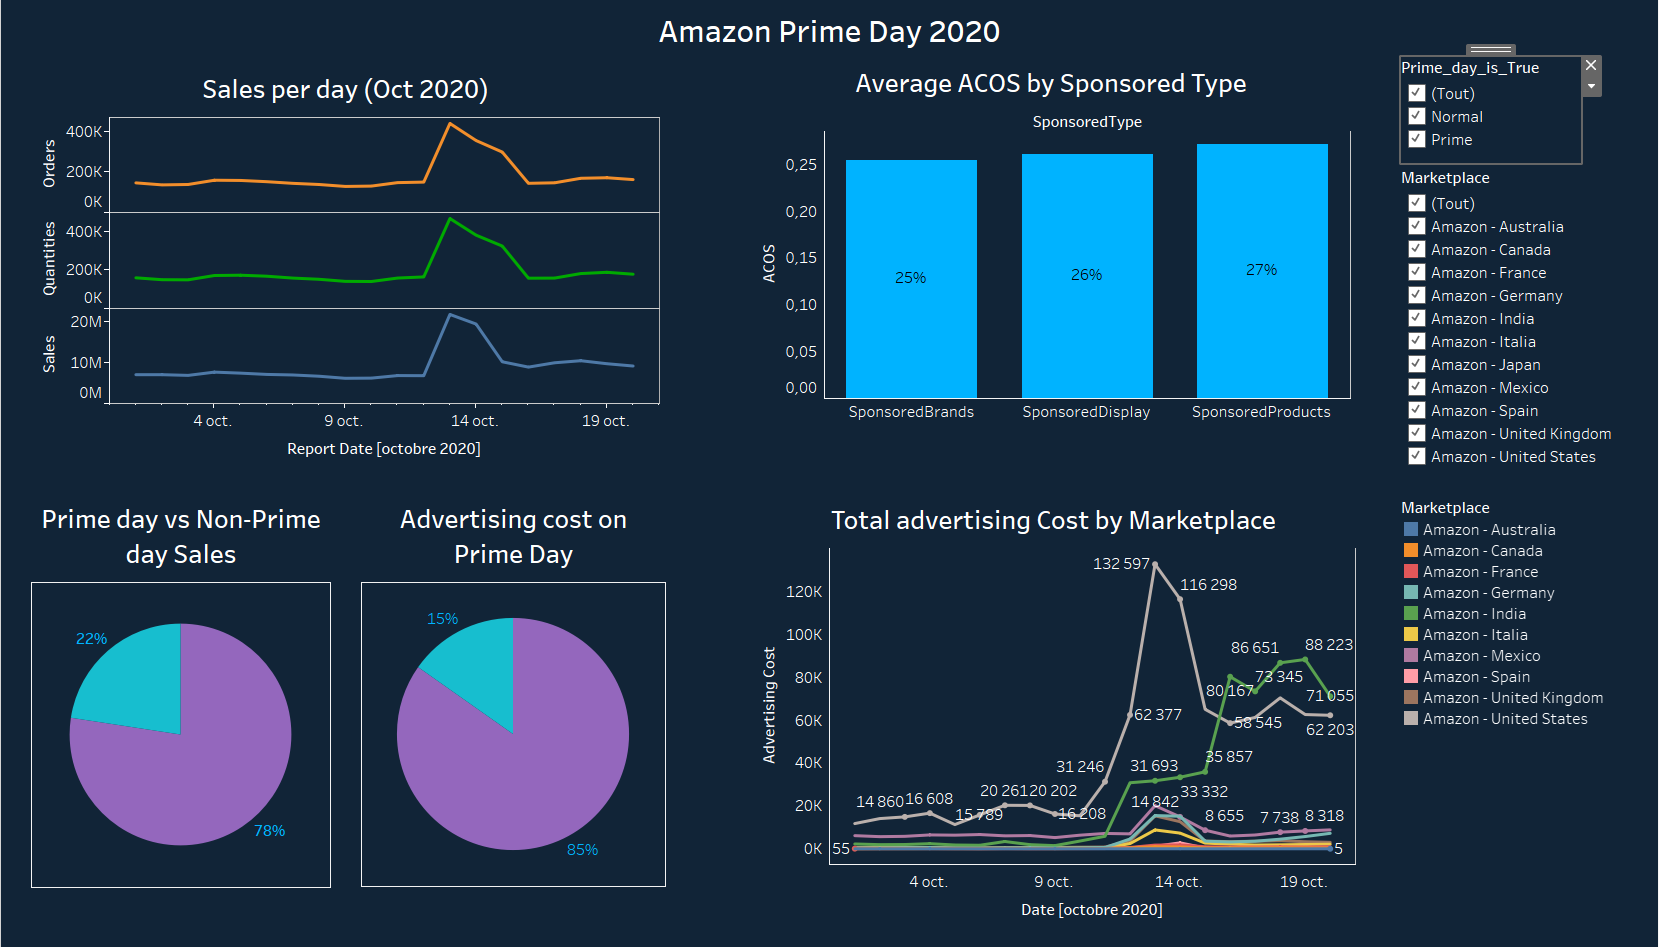 Amazon Prime Day 2020
Sales per day (Oct 2020)
Orders
400K
200K
0K
Quantities
400K
200K
0K
Sales
20M
10M
0M
4 oct.
9 oct.
14 oct.
19 oct.
Report Date [octobre 2020]
Average ACOS by Sponsored Type
SponsoredType
ACOS
0,25
0,20
0,15
0,10
0,05
0,00
25%
26%
27%
SponsoredBrands
SponsoredDisplay
SponsoredProducts
Prime_day_is_True
(Tout)
Normal
Prime
Marketplace
(Tout)
Amazon - Australia
Amazon - Canada
Amazon - France
Amazon - Germany
Amazon - India
Amazon - Italia
Amazon - Japan
Amazon - Mexico
Amazon - Spain
Amazon - United Kingdom
Amazon - United States
Prime day vs Non-Prime
day Sales
22%
78%
Advertising cost on
Prime Day
15%
85%
Total advertising Cost by Marketplace
Advertising Cost
120K
100K
80K
60K
40K
20K
0K
132 597
116 298
86 651
88 223
73 345
80 167
71 055
62 377
58 545
62 203
31 246
31 693
35 857
20 261
20 202
33 332
14 860
16 608
14 842
15 789
16 208
8 655
7 738
8 318
55
5
4 oct.
9 oct.
14 oct.
19 oct.
Date [octobre 2020]
Marketplace
Amazon - Australia
Amazon - Canada
Amazon - France
Amazon - Germany
Amazon - India
Amazon - Italia
Amazon - Mexico
Amazon - Spain
Amazon - United Kingdom
Amazon - United States